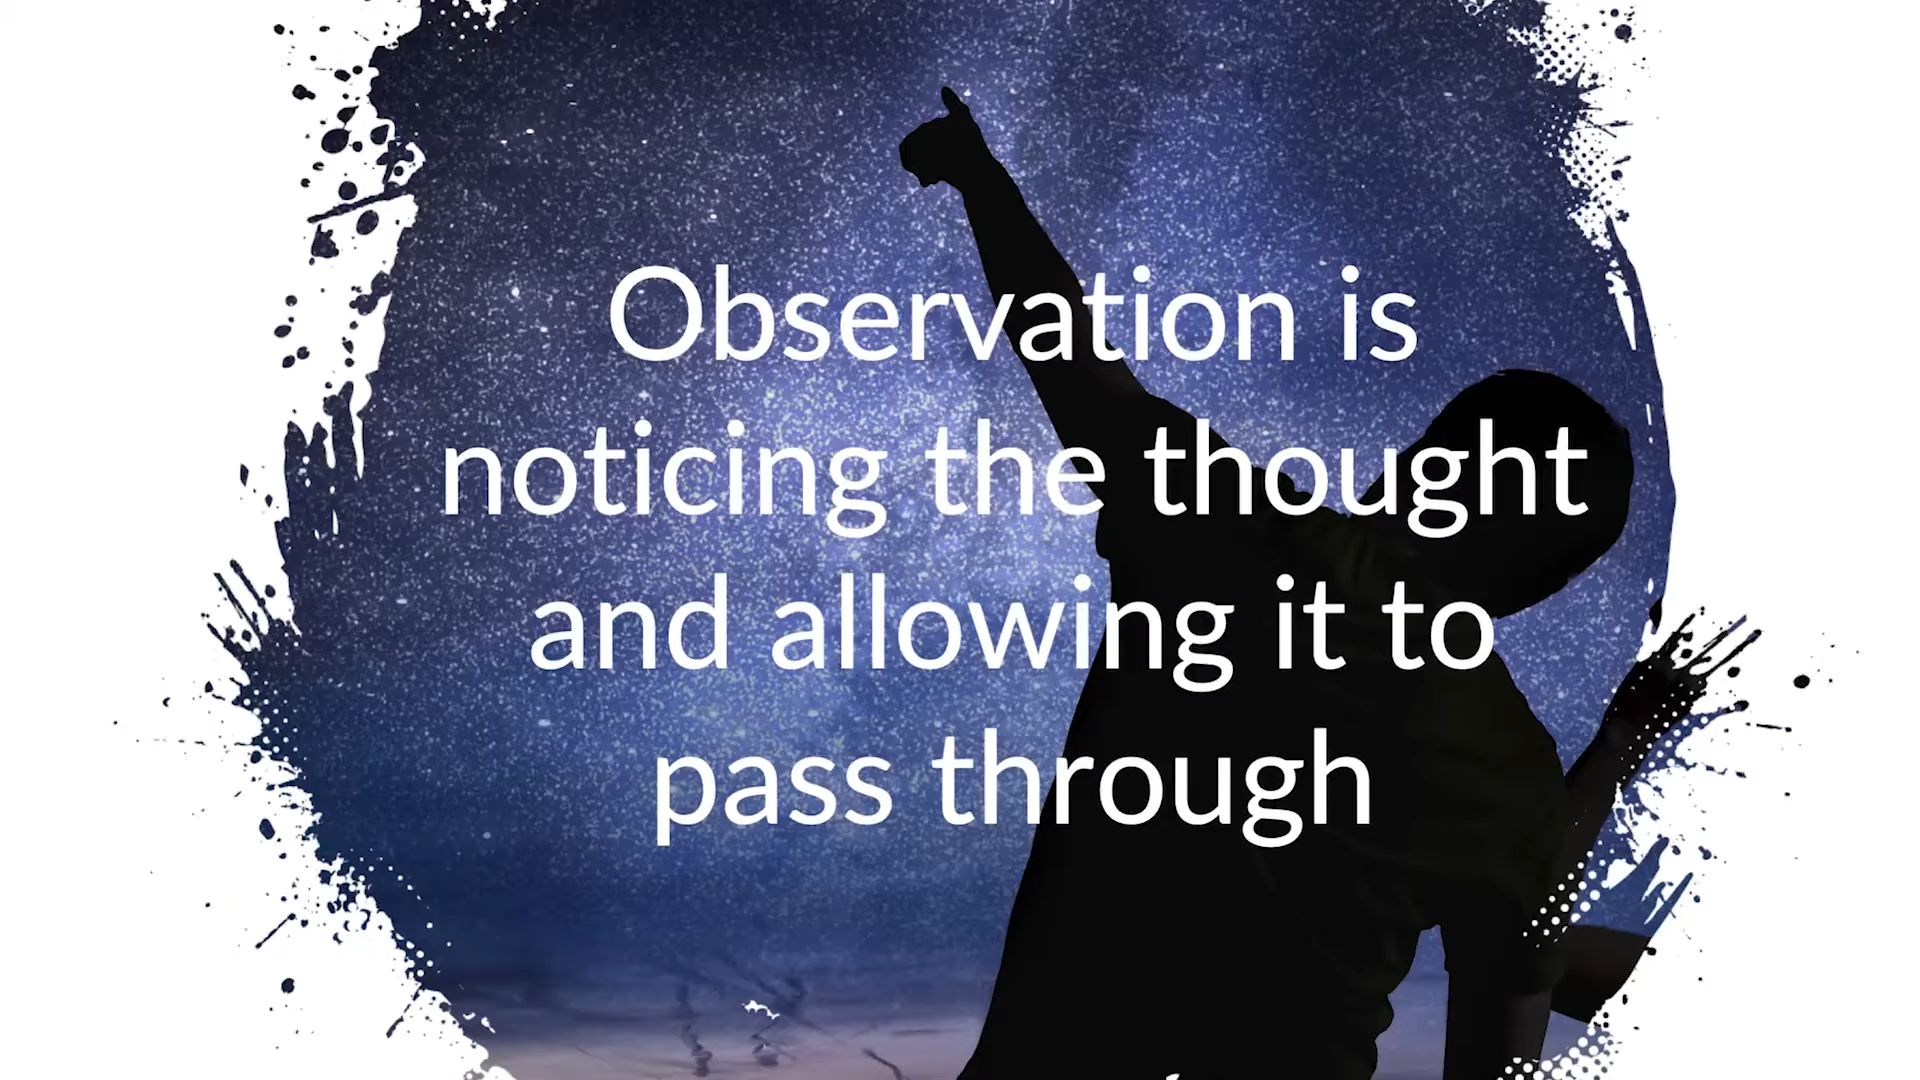 Observation is
noticing the thought
and allowing it to
pass through